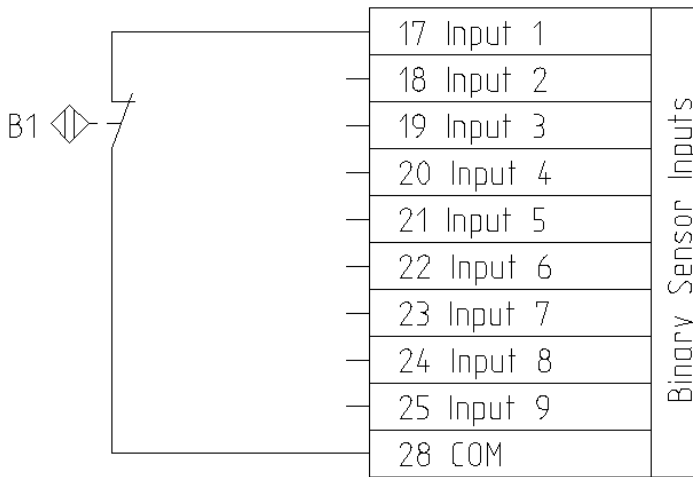 17 Input 1
18 Input 2
B1
19 Input 3
20 Input 4
21 Input 5
22 Input 6
23 Input 7
24 Input 8
25 Input 9
28 COM
Binary Sensor Inputs